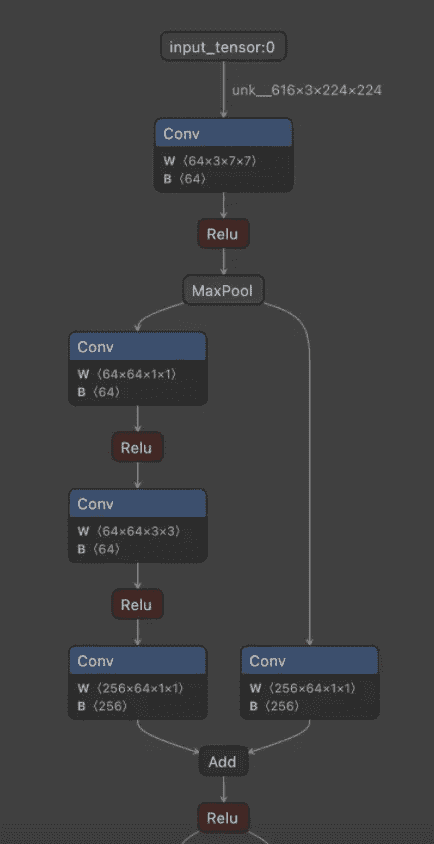 input_tensor:0
unk__616×3×224×224
Conv
W ⟨64×3×7×7⟩
B ⟨64⟩
Relu
MaxPool
Conv
W ⟨64×64×1×1⟩
B ⟨64⟩
Relu
Conv
W ⟨64×64×3×3⟩
B ⟨64⟩
Relu
Conv
W ⟨256×64×1×1⟩
B ⟨256⟩
Conv
W ⟨256×64×1×1⟩
B ⟨256⟩
Add
Relu